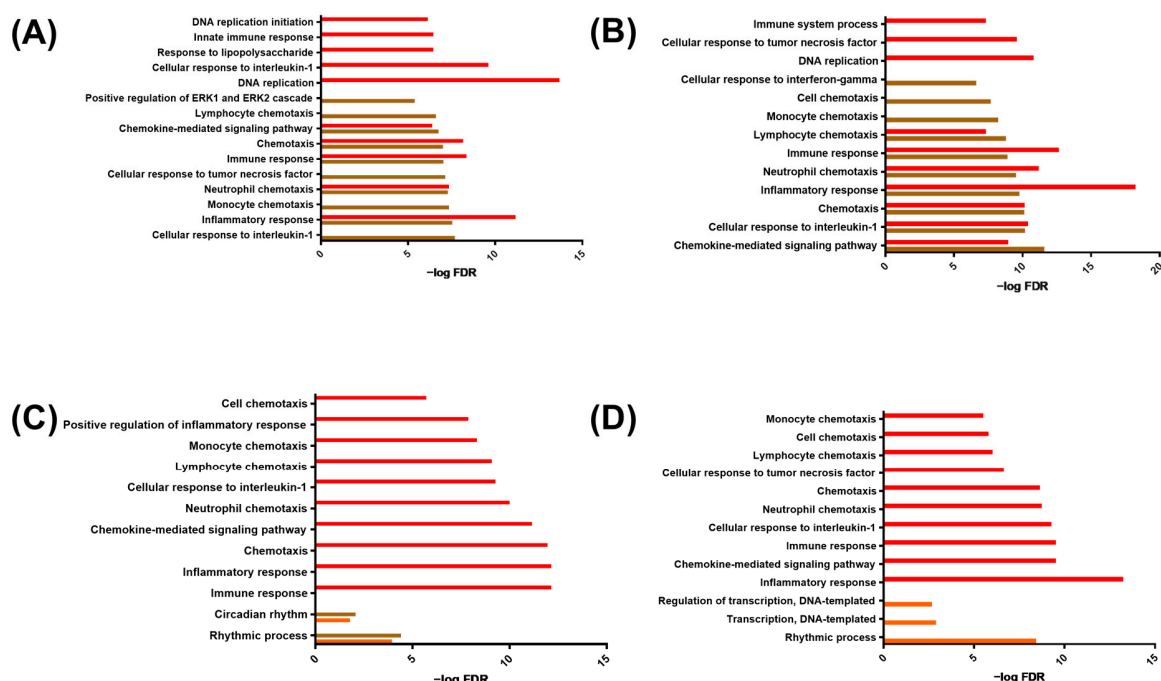 (A)
DNA replication initiation
Innate immune response
Response to lipopolysaccharide
Cellular response to interleukin-1
DNA replication
Positive regulation of ERK1 and ERK2 cascade
Lymphocyte chemotaxis
Chemokine-mediated signaling pathway
Chemotaxis
Immune response
Cellular response to tumor necrosis factor
Neutrophil chemotaxis
Monocyte chemotaxis
Inflammatory response
Cellular response to interleukin-1
0 5 10 15
−log FDR
(B)
Immune system process
Cellular response to tumor necrosis factor
DNA replication
Cellular response to interferon-gamma
Cell chemotaxis
Monocyte chemotaxis
Lymphocyte chemotaxis
Immune response
Neutrophil chemotaxis
Inflammatory response
Chemotaxis
Cellular response to interleukin-1
Chemokine-mediated signaling pathway
0 5 10 15 20
−log FDR
(C)
Cell chemotaxis
Positive regulation of inflammatory response
Monocyte chemotaxis
Lymphocyte chemotaxis
Cellular response to interleukin-1
Neutrophil chemotaxis
Chemokine-mediated signaling pathway
Chemotaxis
Inflammatory response
Immune response
Circadian rhythm
Rhythmic process
0 5 10 15
−log FDR
(D)
Monocyte chemotaxis
Cell chemotaxis
Lymphocyte chemotaxis
Cellular response to tumor necrosis factor
Chemotaxis
Neutrophil chemotaxis
Cellular response to interleukin-1
Immune response
Chemokine-mediated signaling pathway
Inflammatory response
Regulation of transcription, DNA-templated
Transcription, DNA-templated
Rhythmic process
0 5 10 15
−log FDR